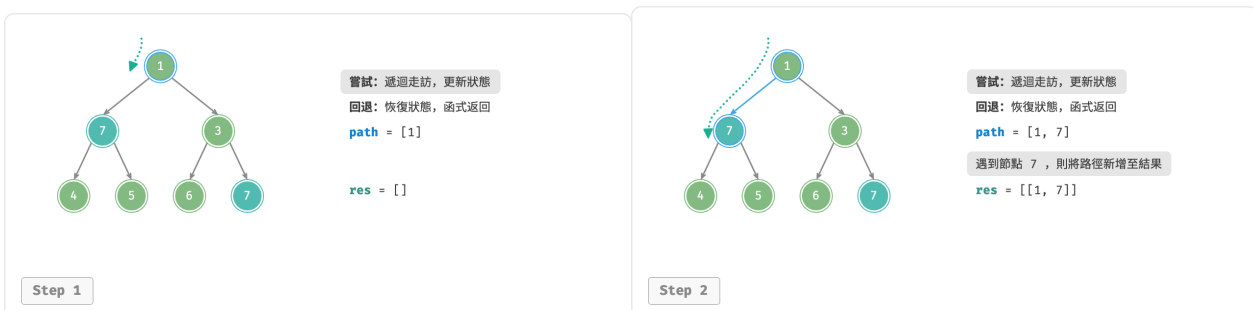 1
7
3
4
5
6
7
嘗試：遞迴走訪，更新狀態
回退：恢復狀態，函式返回
path = [1]
res = []
Step 1
1
7
3
4
5
6
7
嘗試：遞迴走訪，更新狀態
回退：恢復狀態，函式返回
path = [1, 7]
遇到節點 7 ，則將路徑新增至結果
res = [[1, 7]]
Step 2